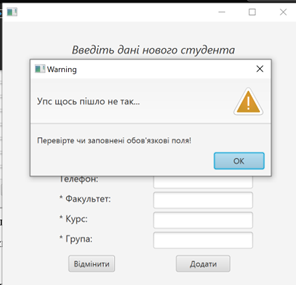 Введіть дані нового студента
Warning
Упс щось пішло не так...
Перевірте чи заповнені обов'язкові поля!
OK
Телефон:
* Факультет:
* Курс:
* Група:
Відмінити
Додати